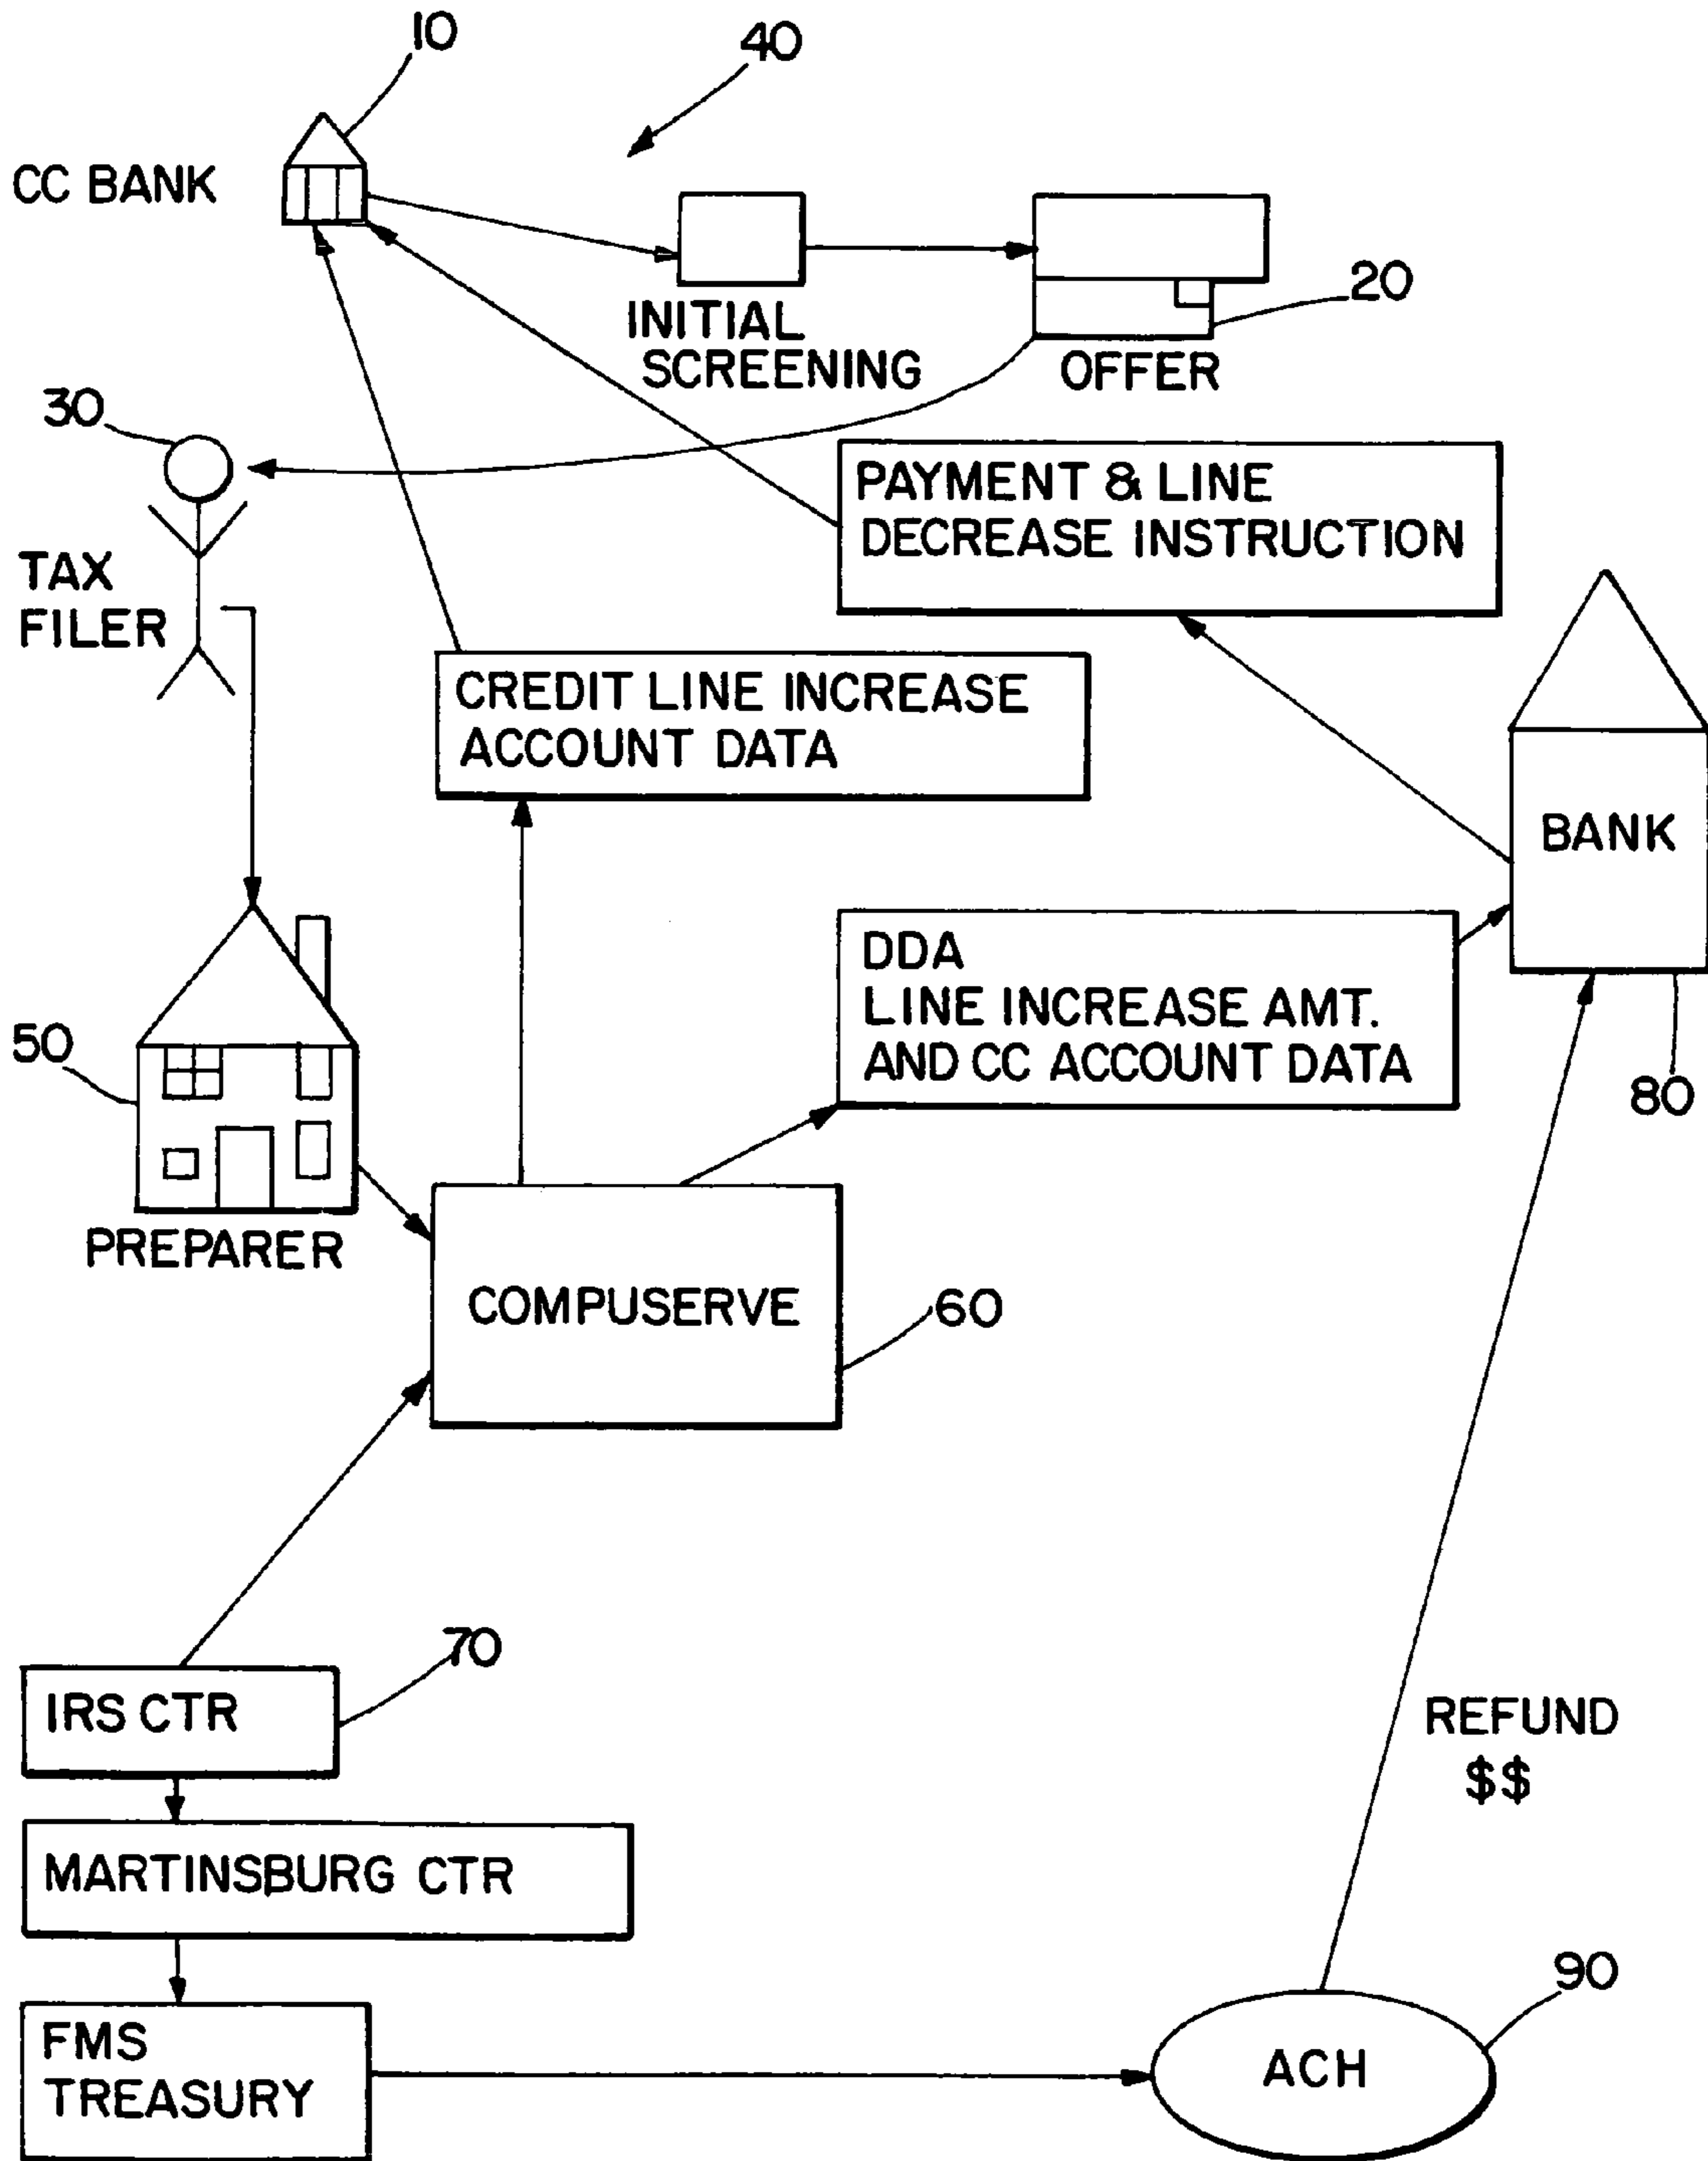 10
40
CC BANK
INITIAL
SCREENING
20
OFFER
30
PAYMENT & LINE
DECREASE INSTRUCTION
TAX
FILER
CREDIT LINE INCREASE
ACCOUNT DATA
BANK
DDA
LINE INCREASE AMT.
AND CC ACCOUNT DATA
50
80
PREPARER
COMPUSERVE
60
70
IRS CTR
REFUND
$$
MARTINSBURG CTR
90
FMS
TREASURY
ACH